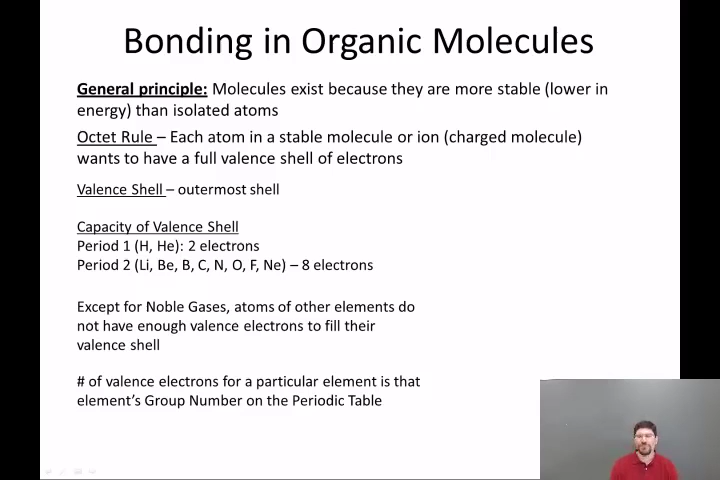 Bonding in Organic Molecules
General principle: Molecules exist because they are more stable (lower in
energy) than isolated atoms
Octet Rule – Each atom in a stable molecule or ion (charged molecule)
wants to have a full valence shell of electrons
Valence Shell – outermost shell
Capacity of Valence Shell
Period 1 (H, He): 2 electrons
Period 2 (Li, Be, B, C, N, O, F, Ne) – 8 electrons
Except for Noble Gases, atoms of other elements do
not have enough valence electrons to fill their
valence shell
# of valence electrons for a particular element is that
element's Group Number on the Periodic Table